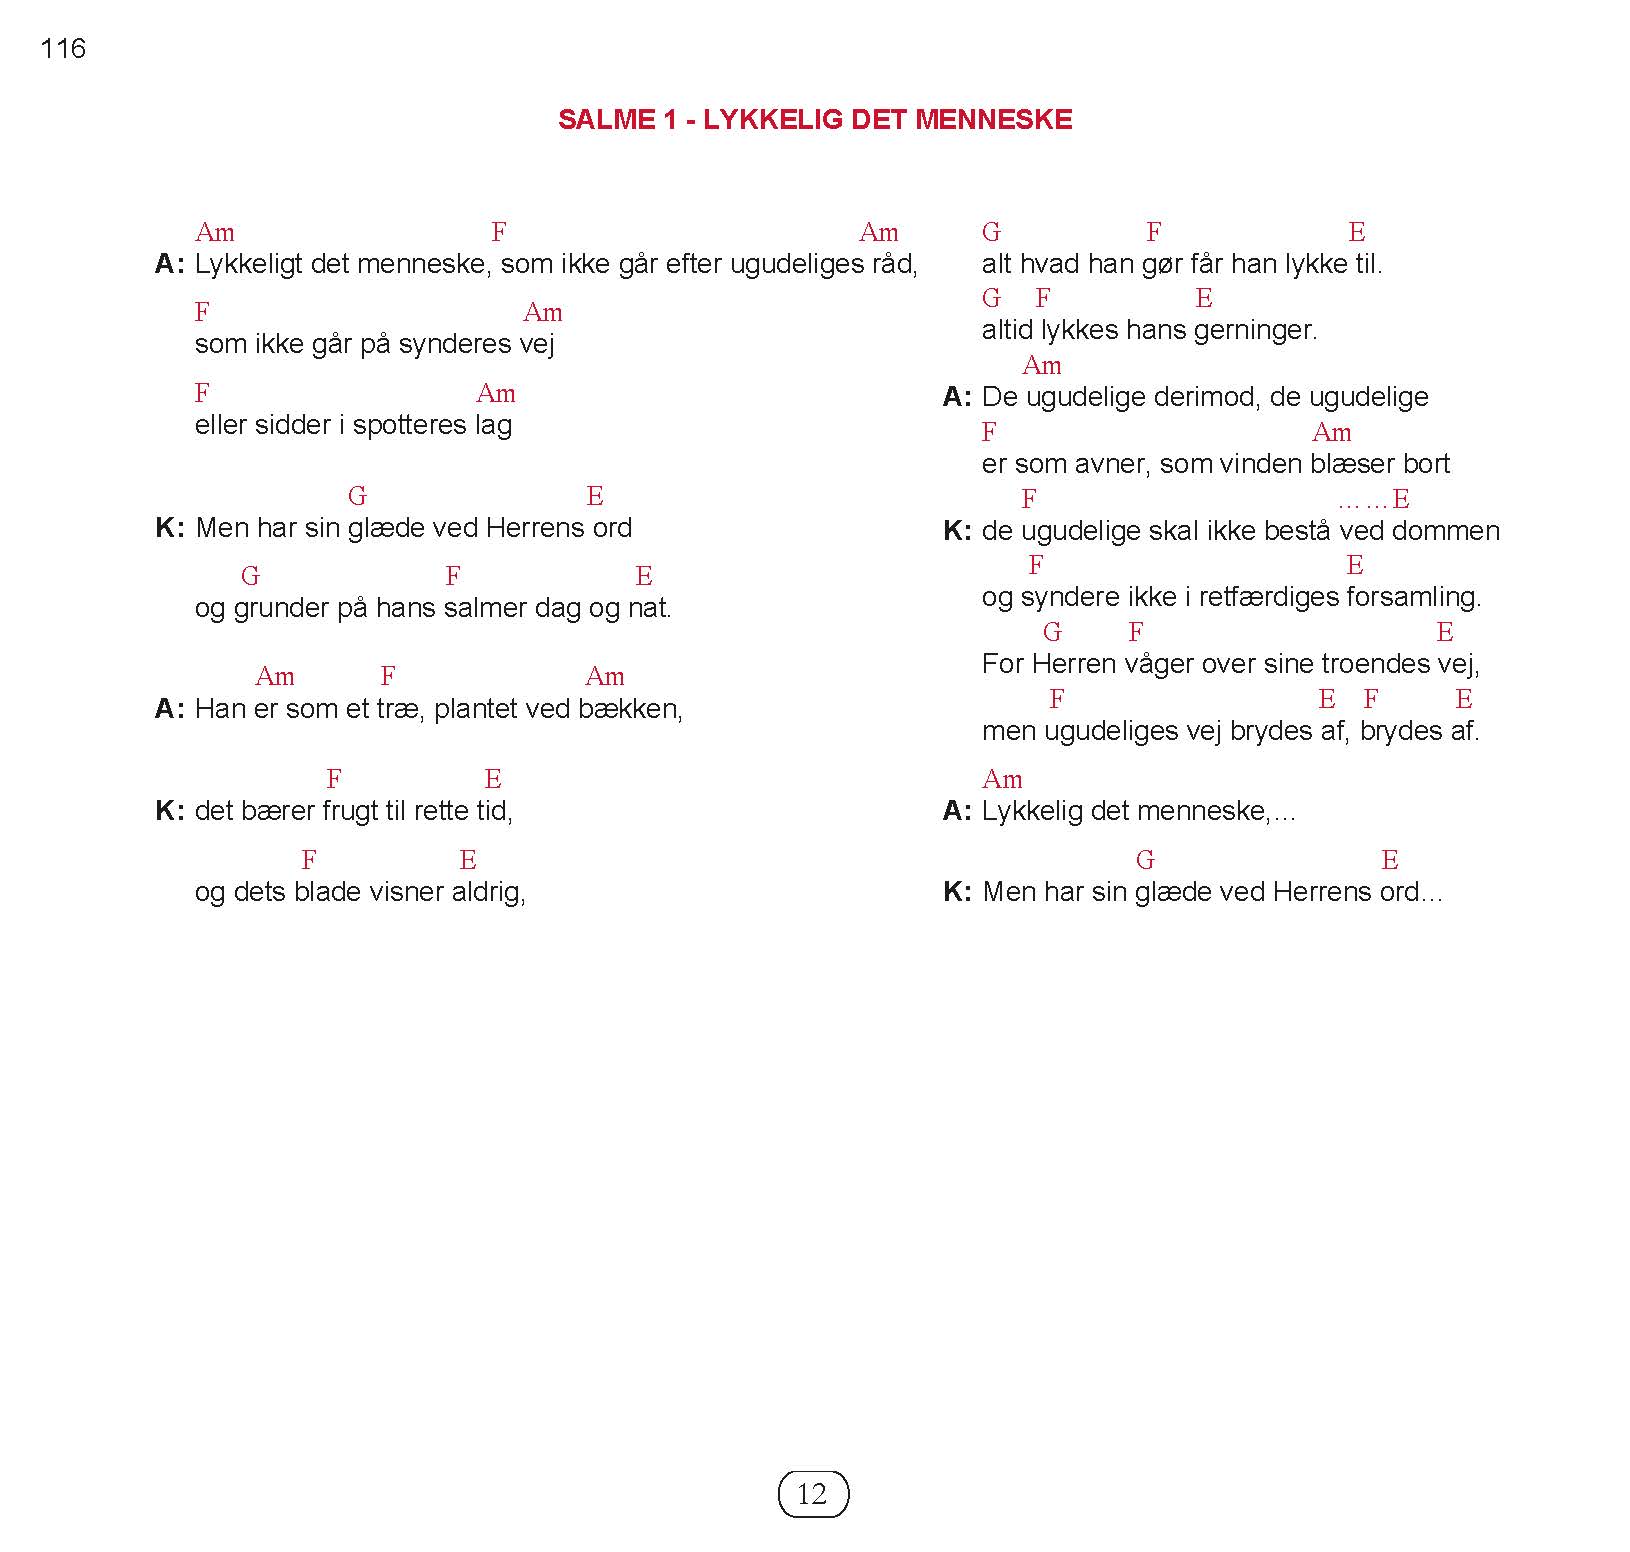 116
SALME 1 - LYKKELIG DET MENNESKE
Am F Am
A: Lykkeligt det menneske, som ikke går efter ugudeliges råd,
F Am
som ikke går på synderes vej
F Am
eller sidder i spotteres lag
G E
K: Men har sin glæde ved Herrens ord
G F E
og grunder på hans salmer dag og nat.
Am F Am
A: Han er som et træ, plantet ved bækken,
F E
K: det bærer frugt til rette tid,
F E
og dets blade visner aldrig,
G F E
alt hvad han gør får han lykke til.
G F E
altid lykkes hans gerninger.
Am
A: De ugudelige derimod, de ugudelige
F Am
er som avner, som vinden blæser bort
F ……E
K: de ugudelige skal ikke bestå ved dommen
F E
og syndere ikke i retfærdiges forsamling.
G F E
For Herren våger over sine troendes vej,
F E F E
men ugudeliges vej brydes af, brydes af.
Am
A: Lykkelig det menneske,…
G E
K: Men har sin glæde ved Herrens ord…
12